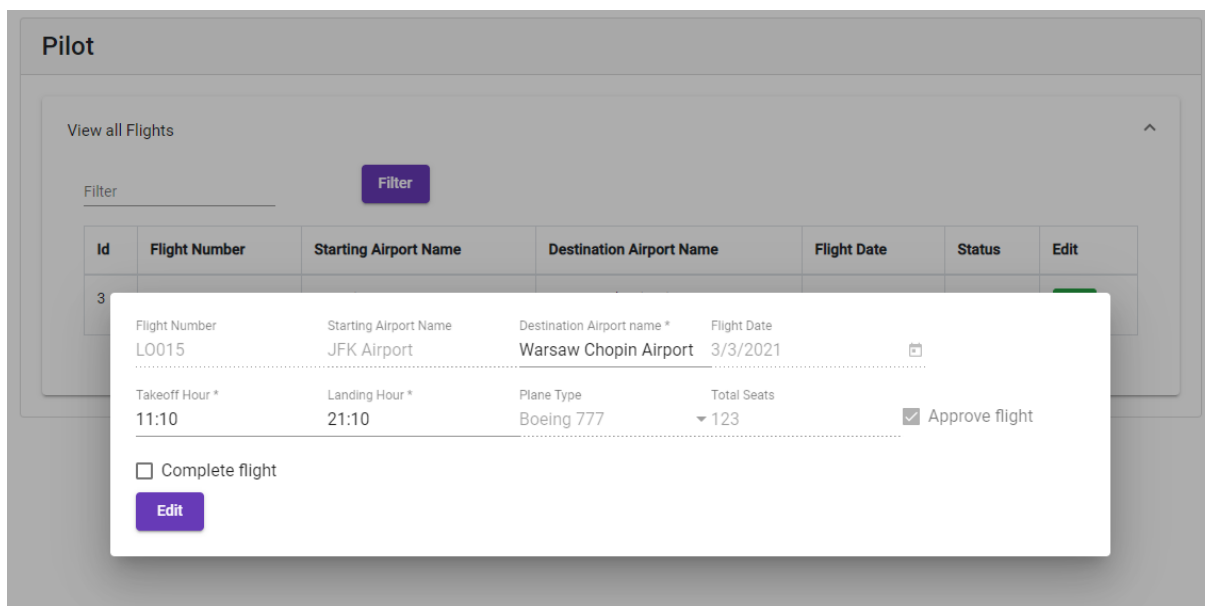 Pilot
View all Flights
Filter Filter
Id Flight Number Starting Airport Name Destination Airport Name Flight Date Status Edit
3
Flight Number Starting Airport Name Destination Airport name * Flight Date
LO015 JFK Airport Warsaw Chopin Airport 3/3/2021
Takeoff Hour * Landing Hour * Plane Type Total Seats
11:10 21:10 Boeing 777 123 Approve flight
Complete flight
Edit